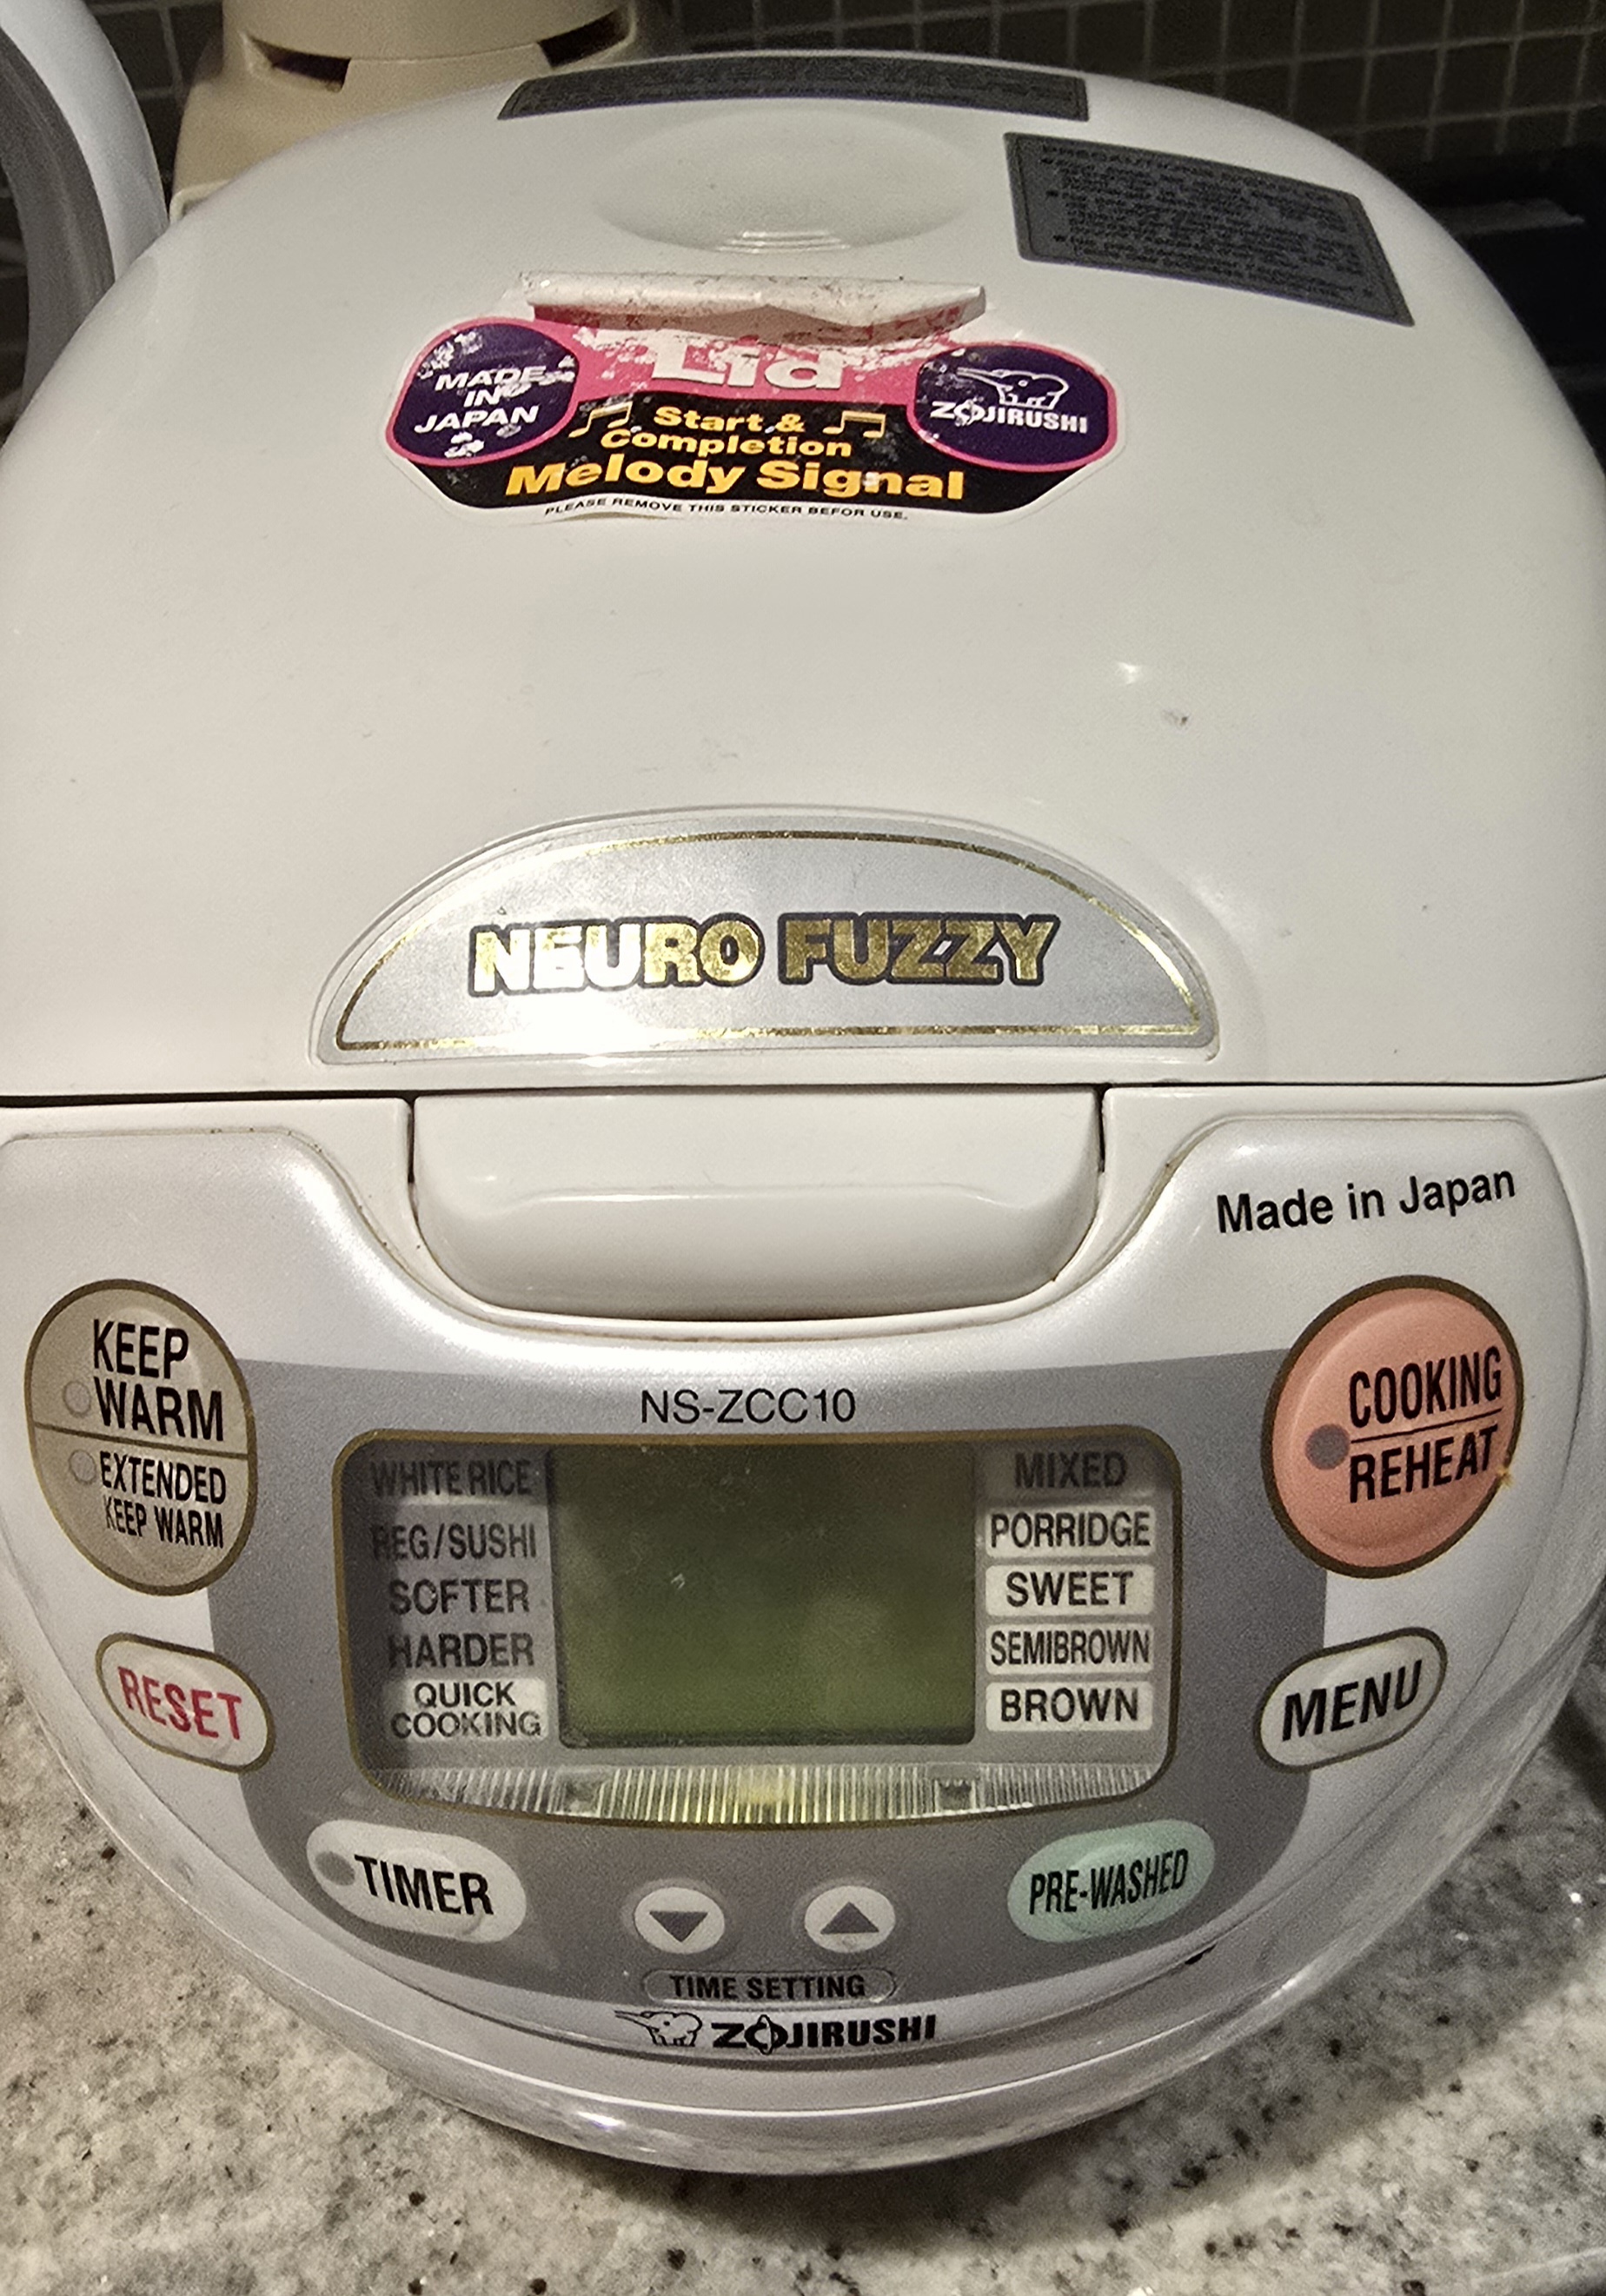 PRECAUTIONS
Lid
MADE
IN
JAPAN
ZOJIRUSHI
Start &
Completion
Melody Signal
PLEASE REMOVE THIS STICKER BEFOR USE.
NEURO FUZZY
Made in Japan
KEEP
WARM
EXTENDED
KEEP WARM
COOKING
REHEAT
NS-ZCC10
WHITE RICE
REG/SUSHI
SOFTER
HARDER
QUICK
COOKING
MIXED
PORRIDGE
SWEET
SEMIBROWN
BROWN
RESET
MENU
TIMER
PRE-WASHED
TIME SETTING
ZOJIRUSHI